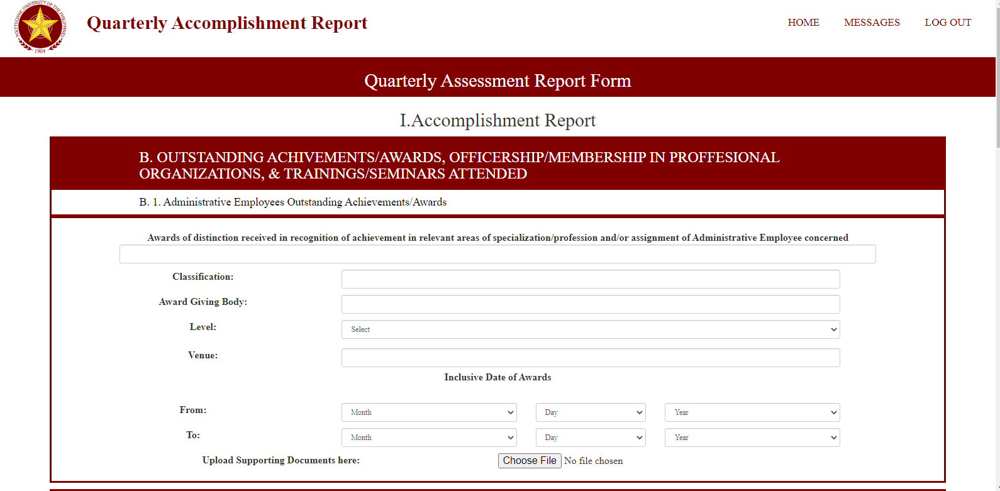 POLYTECHNIC UNIVERSITY OF THE PHILIPPINES
1904
Quarterly Accomplishment Report
HOME MESSAGES LOG OUT
Quarterly Assessment Report Form
I.Accomplishment Report
B. OUTSTANDING ACHIVEMENTS/AWARDS, OFFICERSHIP/MEMBERSHIP IN PROFFESIONAL
ORGANIZATIONS, & TRAININGS/SEMINARS ATTENDED
B. 1. Administrative Employees Outstanding Achievements/Awards
Awards of distinction received in recognition of achievement in relevant areas of specialization/profession and/or assignment of Administrative Employee concerned
Classification:
Award Giving Body:
Level: Select
Venue:
Inclusive Date of Awards
From: Month Day Year
To: Month Day Year
Upload Supporting Documents here: Choose File No file chosen